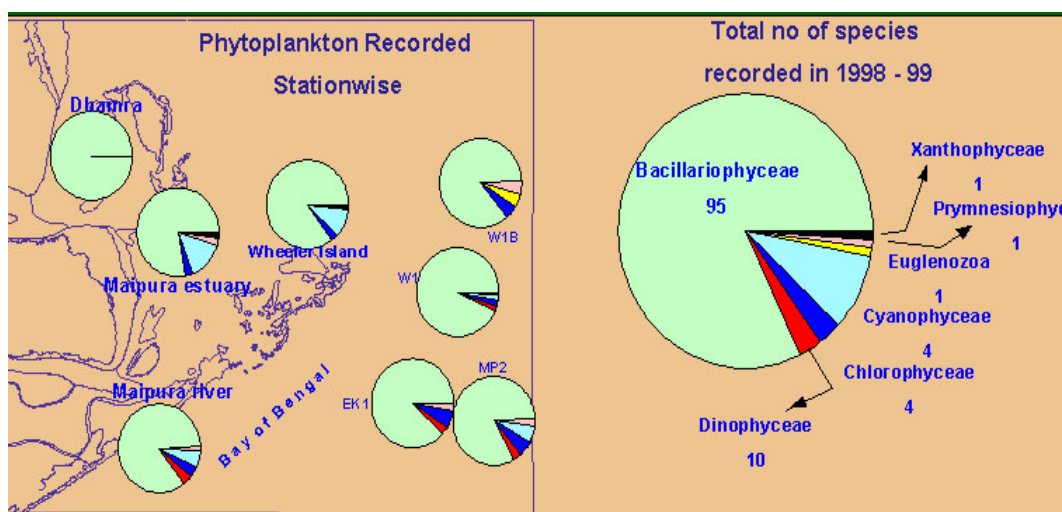 Phytoplankton Recorded
Stationwise
Dhamra
Maipura estuary
Wheeler Island
Maipura river
Bay of Bengal
W1B
W1
EK1
MP2
Total no of species
recorded in 1998 - 99
Bacillariophyceae
95
Xanthophyceae
1
Prymnesiophyc
1
Euglenozoa
1
Cyanophyceae
4
Chlorophyceae
4
Dinophyceae
10